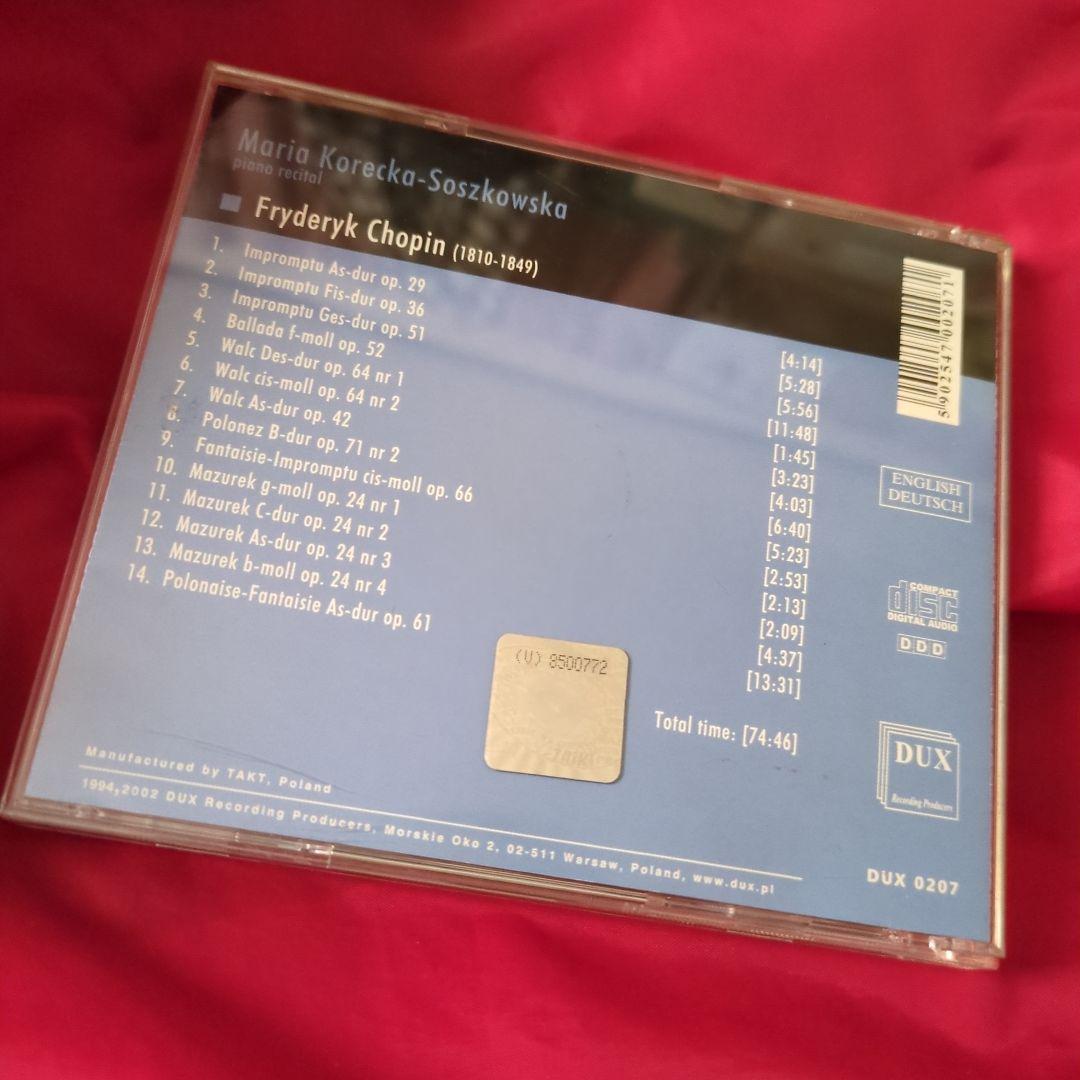 Maria Korecka-Soszkowska
piano recital
Fryderyk Chopin (1810-1849)
1. Impromptu As-dur op. 29 [4:14]
2. Impromptu Fis-dur op. 36 [5:28]
3. Impromptu Ges-dur op. 51 [5:56]
4. Ballada f-moll op. 52 [11:48]
5. Walc Des-dur op. 64 nr 1 [1:45]
6. Walc cis-moll op. 64 nr 2 [3:23]
7. Walc As-dur op. 42 [4:03]
8. Polonez B-dur op. 71 nr 2 [6:40]
9. Fantaisie-Impromptu cis-moll op. 66 [5:23]
10. Mazurek g-moll op. 24 nr 1 [2:53]
11. Mazurek C-dur op. 24 nr 2 [2:13]
12. Mazurek As-dur op. 24 nr 3 [2:09]
13. Mazurek b-moll op. 24 nr 4 [4:37]
14. Polonaise-Fantaisie As-dur op. 61 [13:31]
Total time: [74:46]
5 902547 002071
ENGLISH
DEUTSCH
COMPACT
disc
DIGITAL AUDIO
DDD
(V) 8500772
DUX
Recording Producers
DUX 0207
Manufactured by TAKT, Poland
1994,2002 DUX Recording Producers, Morskie Oko 2, 02-511 Warsaw, Poland, www.dux.pl